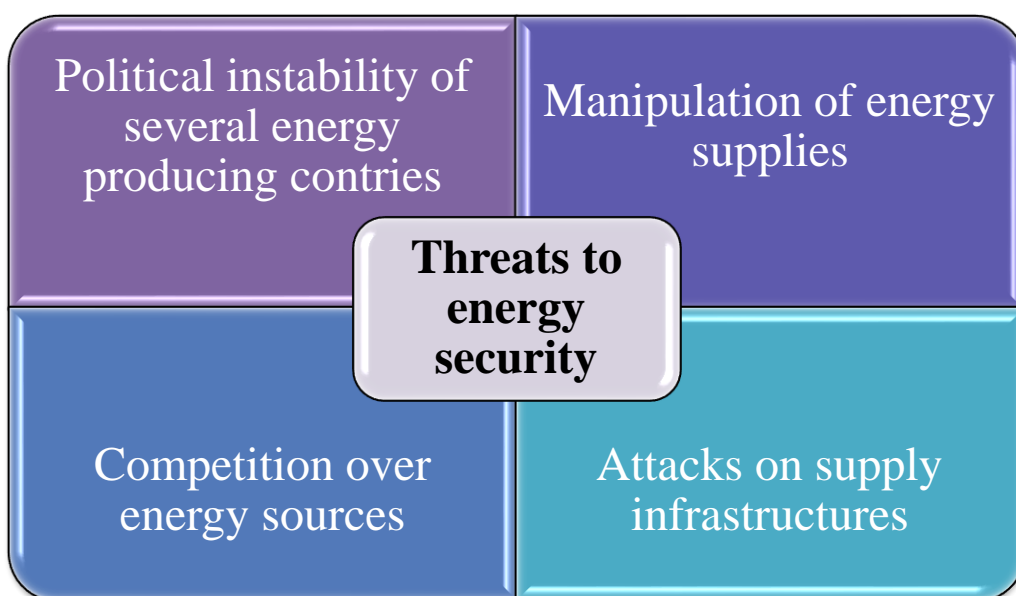 Political instability of
several energy
producing contries
Manipulation of energy
supplies
Threats to
energy
security
Competition over
energy sources
Attacks on supply
infrastructures